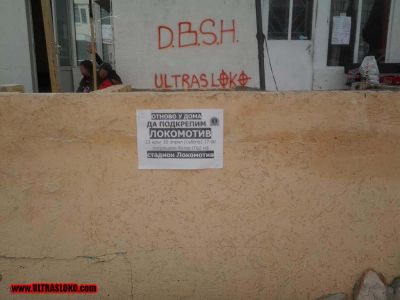 D.B.S.H.
ULTRAS LOKO
ОТНОВО У ДОМА
ДА ПОДКРЕПИМ
ЛОКОМОТИВ
стадион Локомотив
www.ULTRASLOKO.com